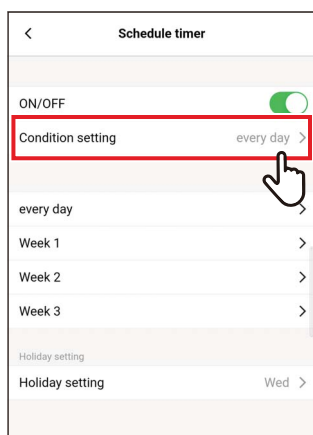 Schedule timer
ON/OFF
Condition setting every day
every day
Week 1
Week 2
Week 3
Holiday setting
Holiday setting Wed